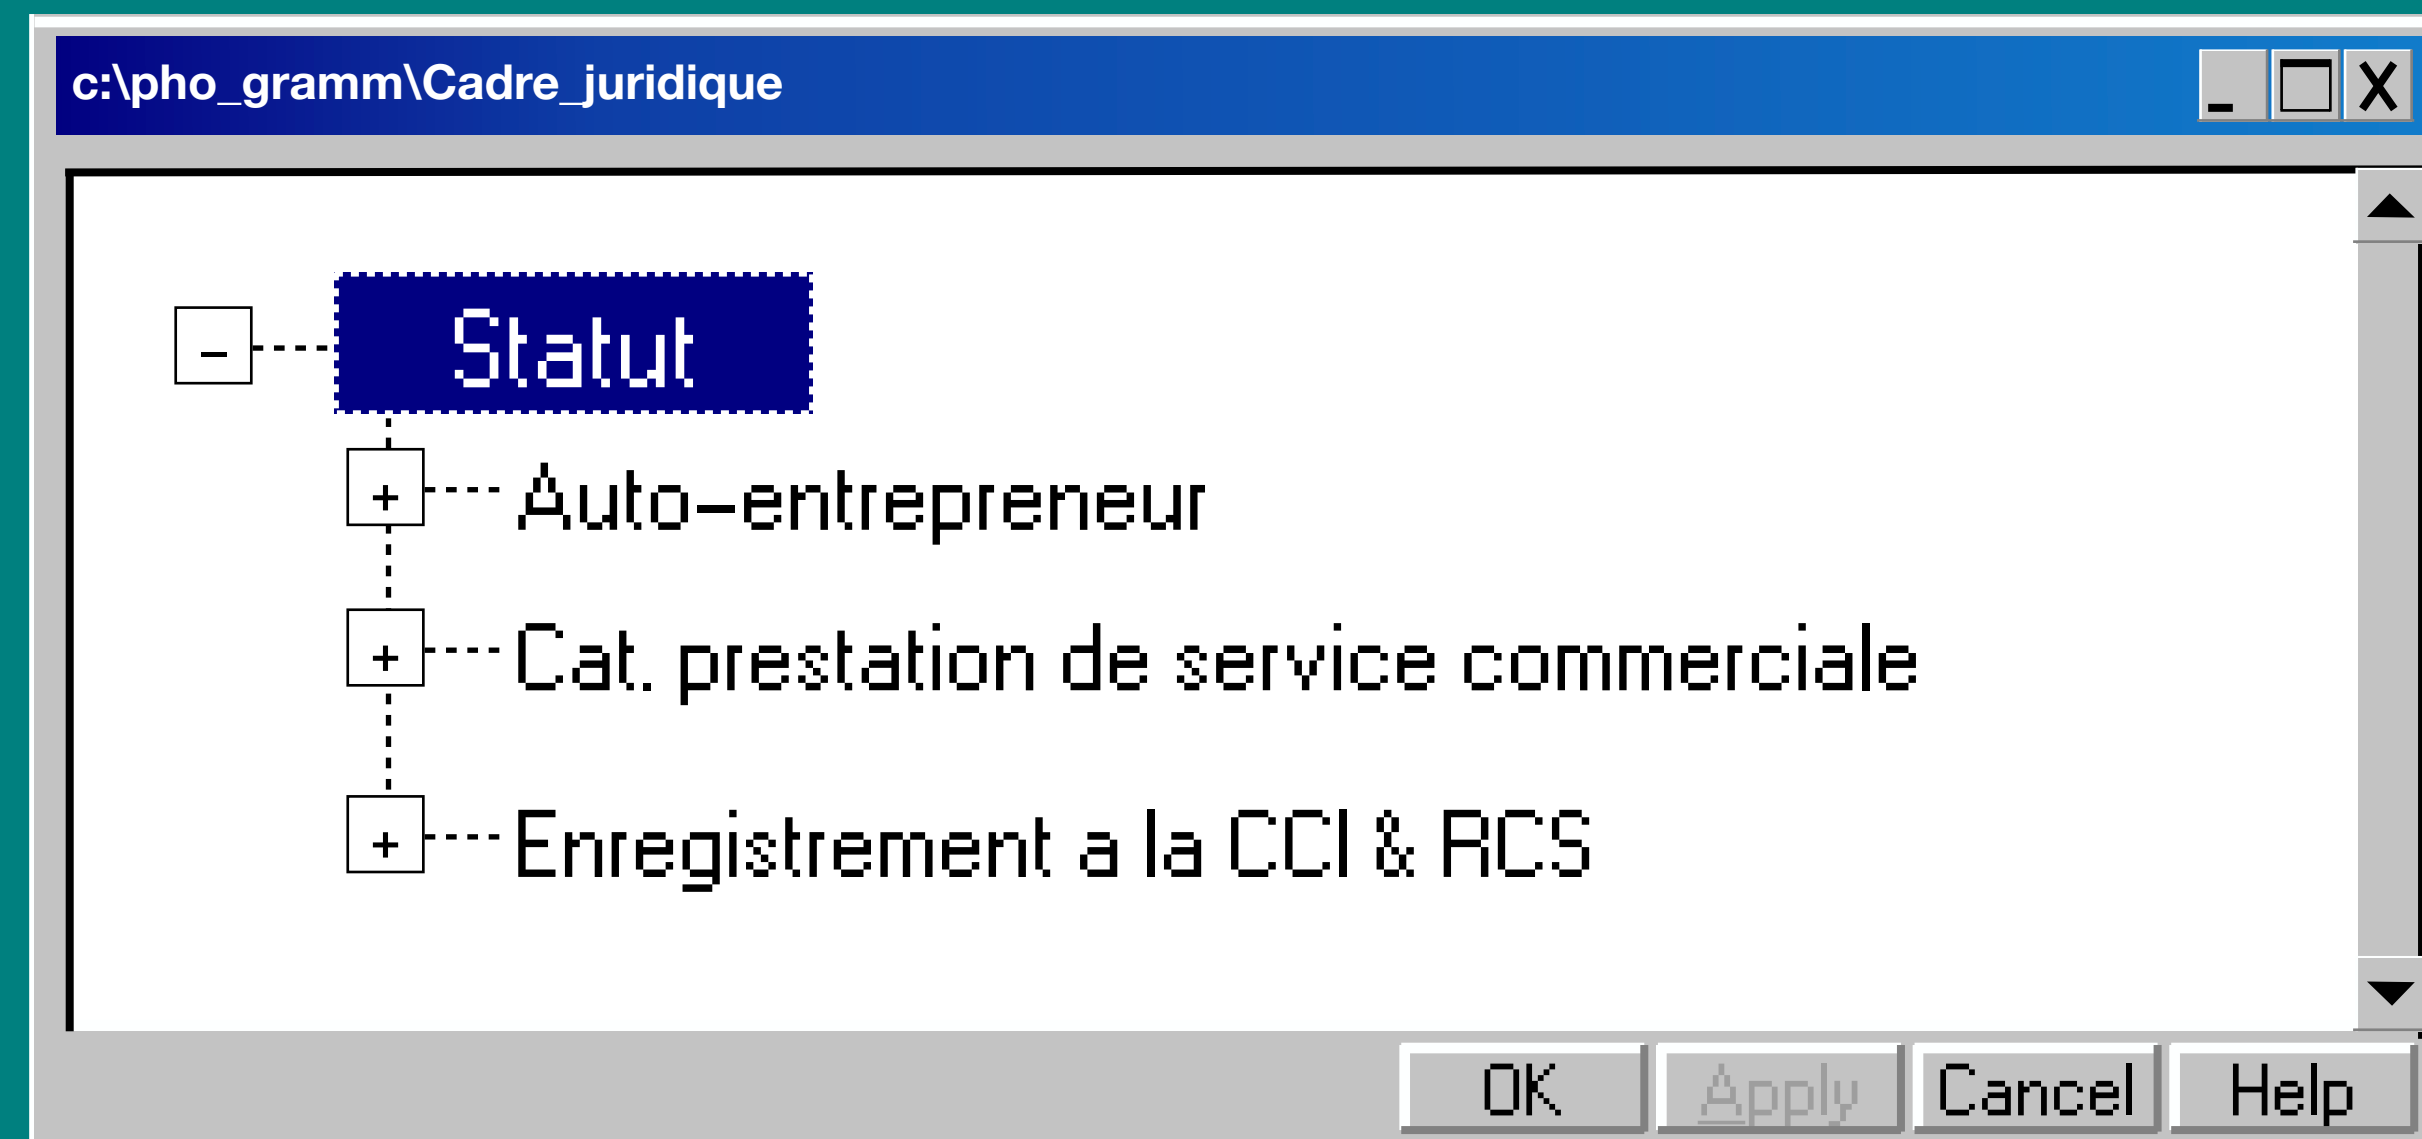 c:\pho_gramm\Cadre_juridique
Statut
Auto-entrepreneur
Cat. prestation de service commerciale
Enregistrement a la CCI & RCS
OK Apply Cancel Help